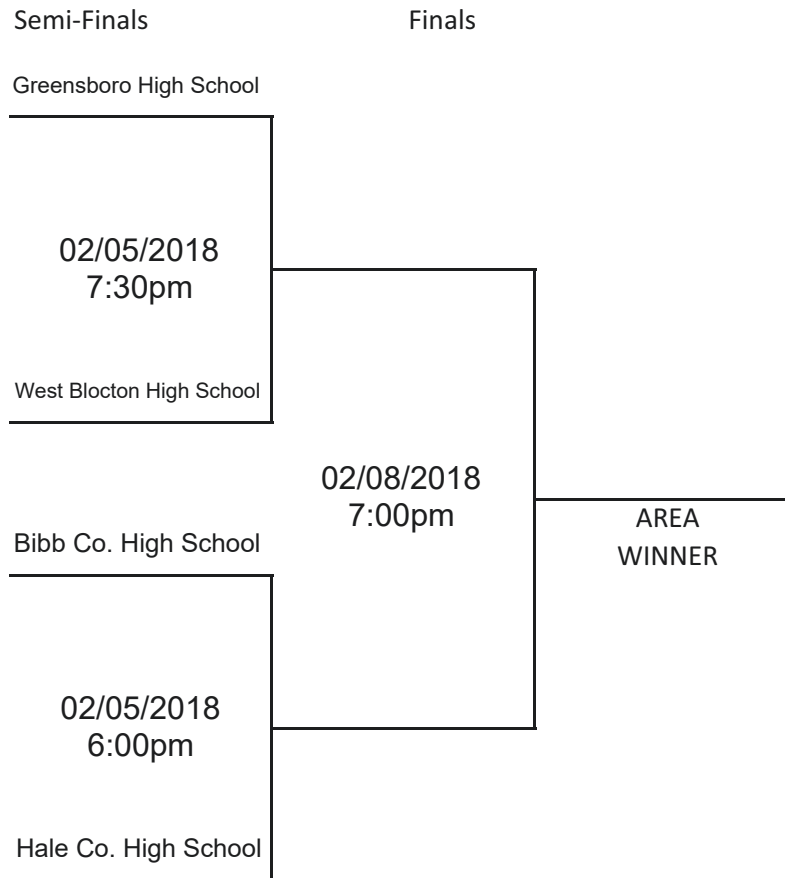 Semi-Finals
Finals
Greensboro High School
02/05/2018
7:30pm
West Blocton High School
02/08/2018
7:00pm
AREA
WINNER
Bibb Co. High School
02/05/2018
6:00pm
Hale Co. High School